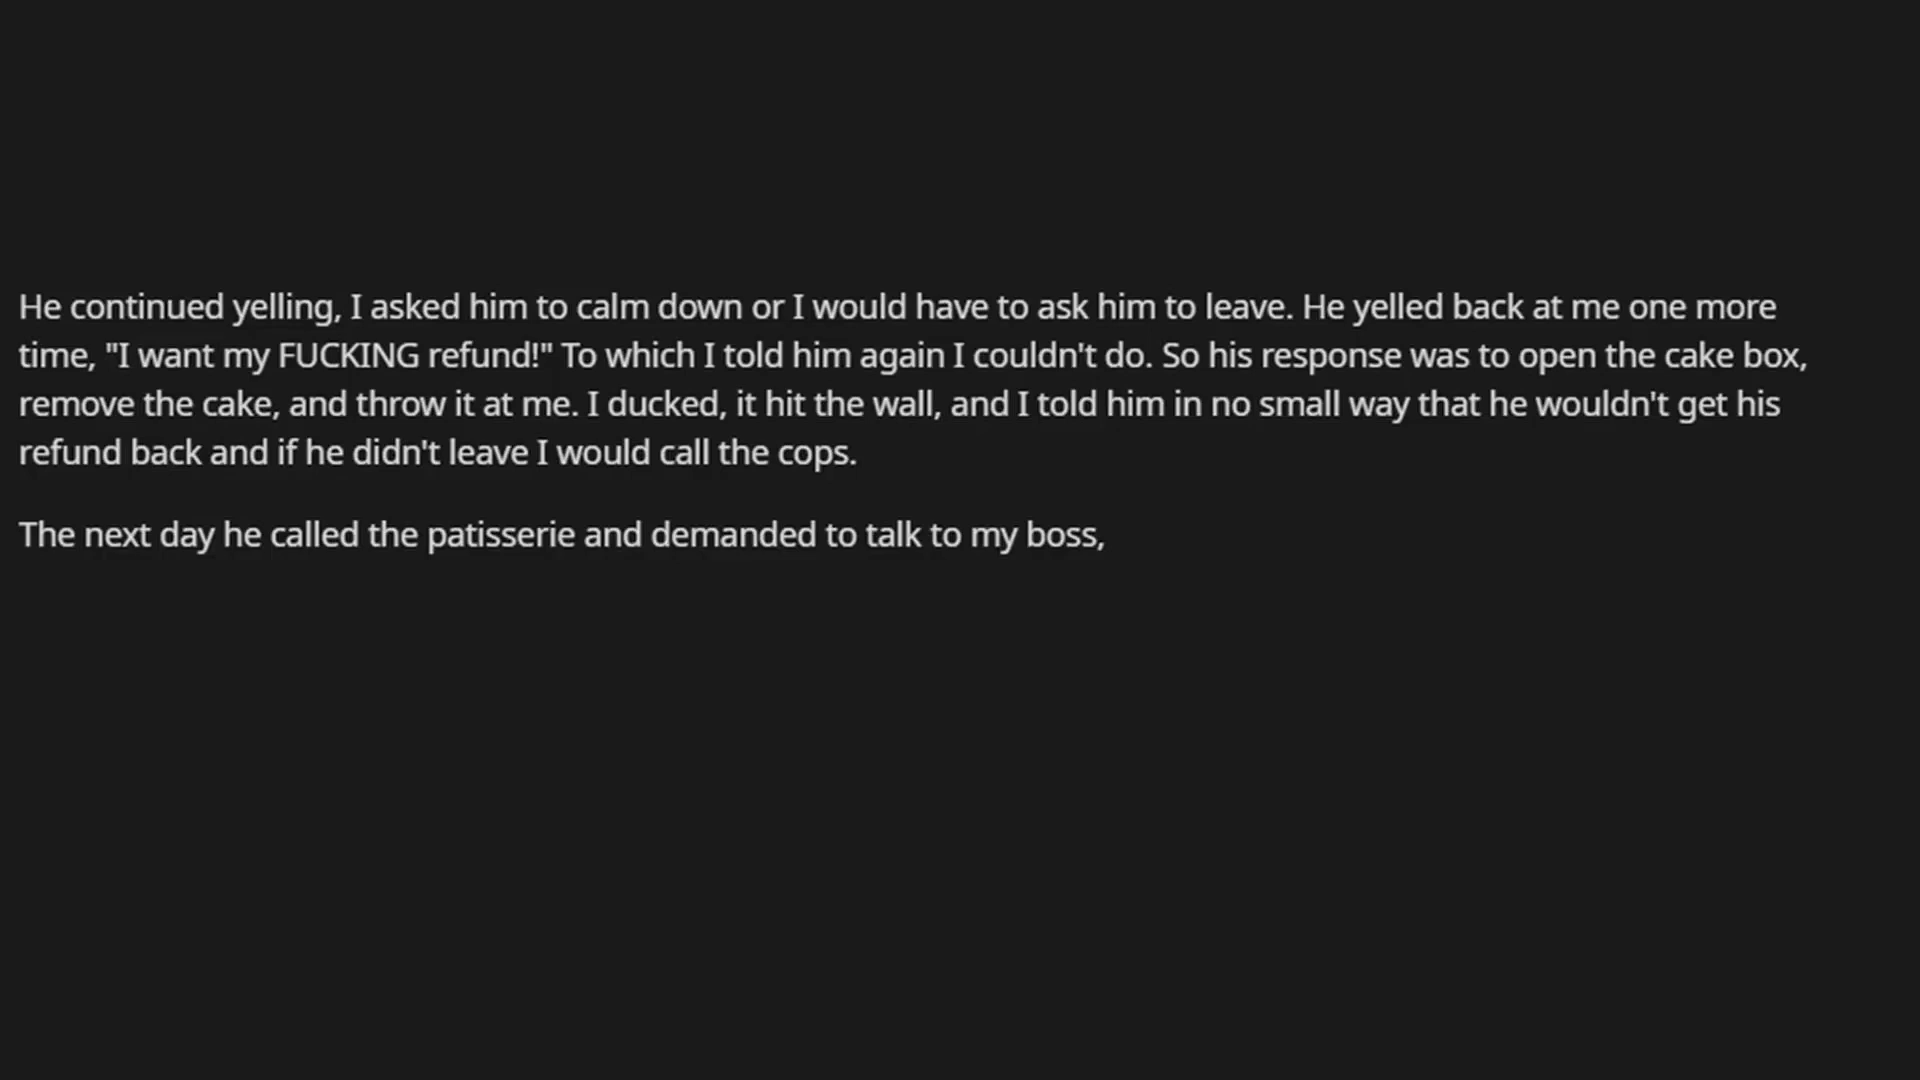 He continued yelling, I asked him to calm down or I would have to ask him to leave. He yelled back at me one more
time, "I want my FUCKING refund!" To which I told him again I couldn't do. So his response was to open the cake box,
remove the cake, and throw it at me. I ducked, it hit the wall, and I told him in no small way that he wouldn't get his
refund back and if he didn't leave I would call the cops.
The next day he called the patisserie and demanded to talk to my boss,